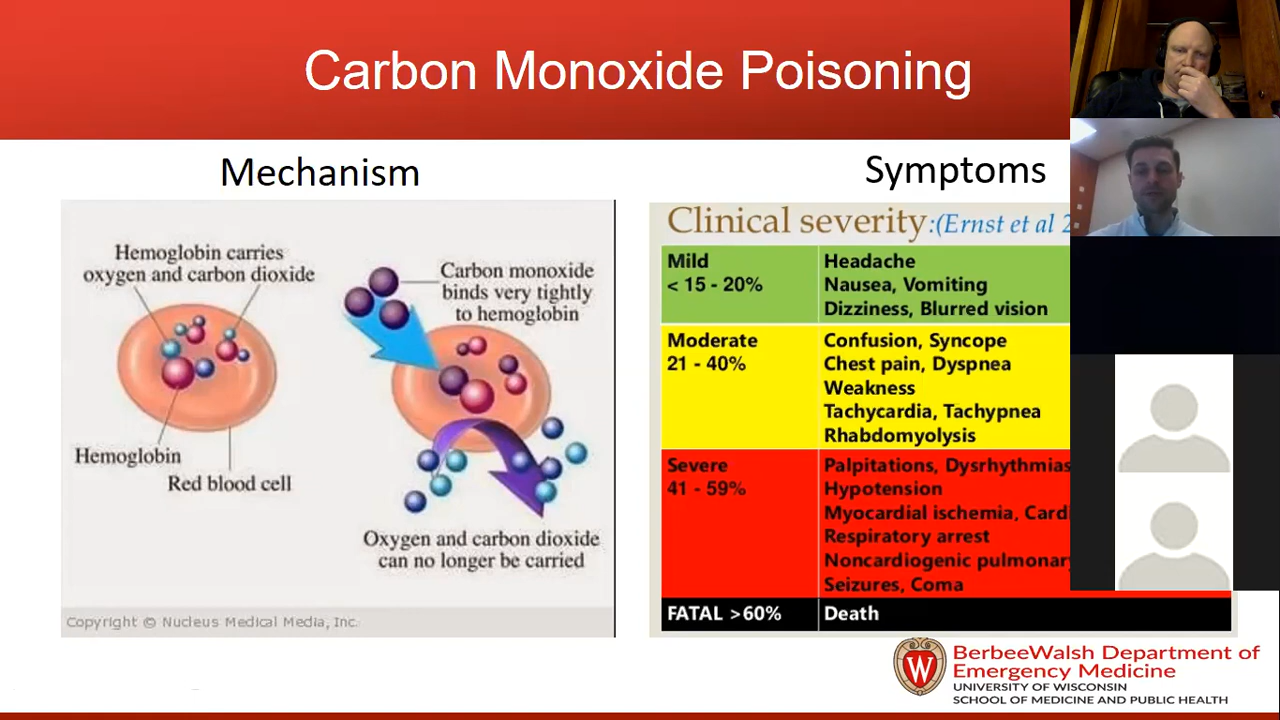 Carbon Monoxide Poisoning
Mechanism
Hemoglobin carries
oxygen and carbon dioxide
Carbon monoxide
binds very tightly
to hemoglobin
Hemoglobin
Red blood cell
Oxygen and carbon dioxide
can no longer be carried
Copyright © Nucleus Medical Media, Inc.
Symptoms
Clinical severity:(Ernst et al
Mild
< 15 - 20%
Headache
Nausea, Vomiting
Dizziness, Blurred vision
Moderate
21 - 40%
Confusion, Syncope
Chest pain, Dyspnea
Weakness
Tachycardia, Tachypnea
Rhabdomyolysis
Severe
41 - 59%
Palpitations, Dysrhythmias
Hypotension
Myocardial ischemia,
Respiratory arrest
Noncardiogenic pulmonary
Seizures, Coma
FATAL >60%
Death
W
BerbeeWalsh Department of
Emergency Medicine
UNIVERSITY OF WISCONSIN
SCHOOL OF MEDICINE AND PUBLIC HEALTH